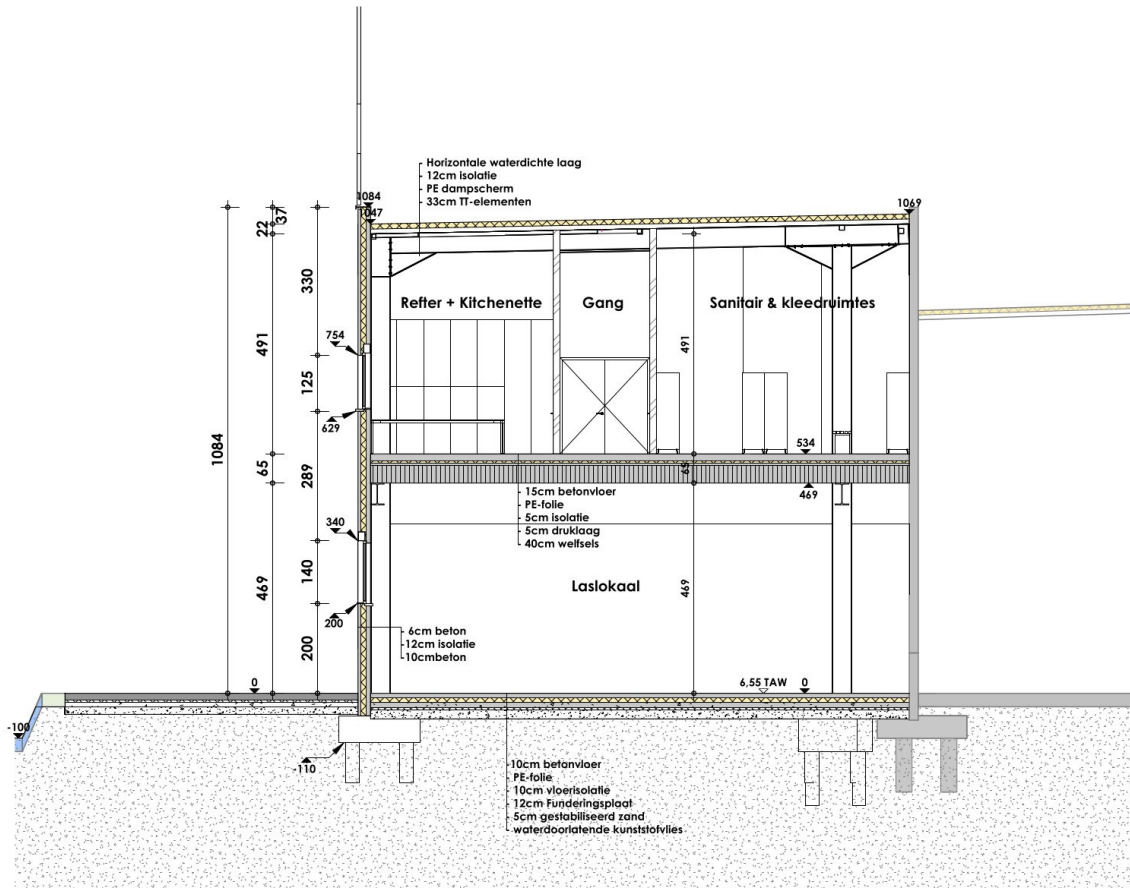 - Horizontale waterdichte laag
- 12cm isolatie
- PE dampscherm
- 33cm TT-elementen
1084
1047
1069
37
22
330
Refter + Kitchenette
Gang
Sanitair & kleedruimtes
754
491
491
125
629
1084
534
65
289
65
469
- 15cm betonvloer
- PE-folie
- 5cm isolatie
- 5cm druklaag
- 40cm welfsels
340
140
469
Laslokaal
469
200
200
- 6cm beton
- 12cm isolatie
- 10cmbeton
0
6,55 TAW
0
-100
-110
-10cm betonvloer
PE-folie
10cm vloerisolatie
12cm Funderingsplaat
5cm gestabiliseerd zand
waterdoorlatende kunststofvlies